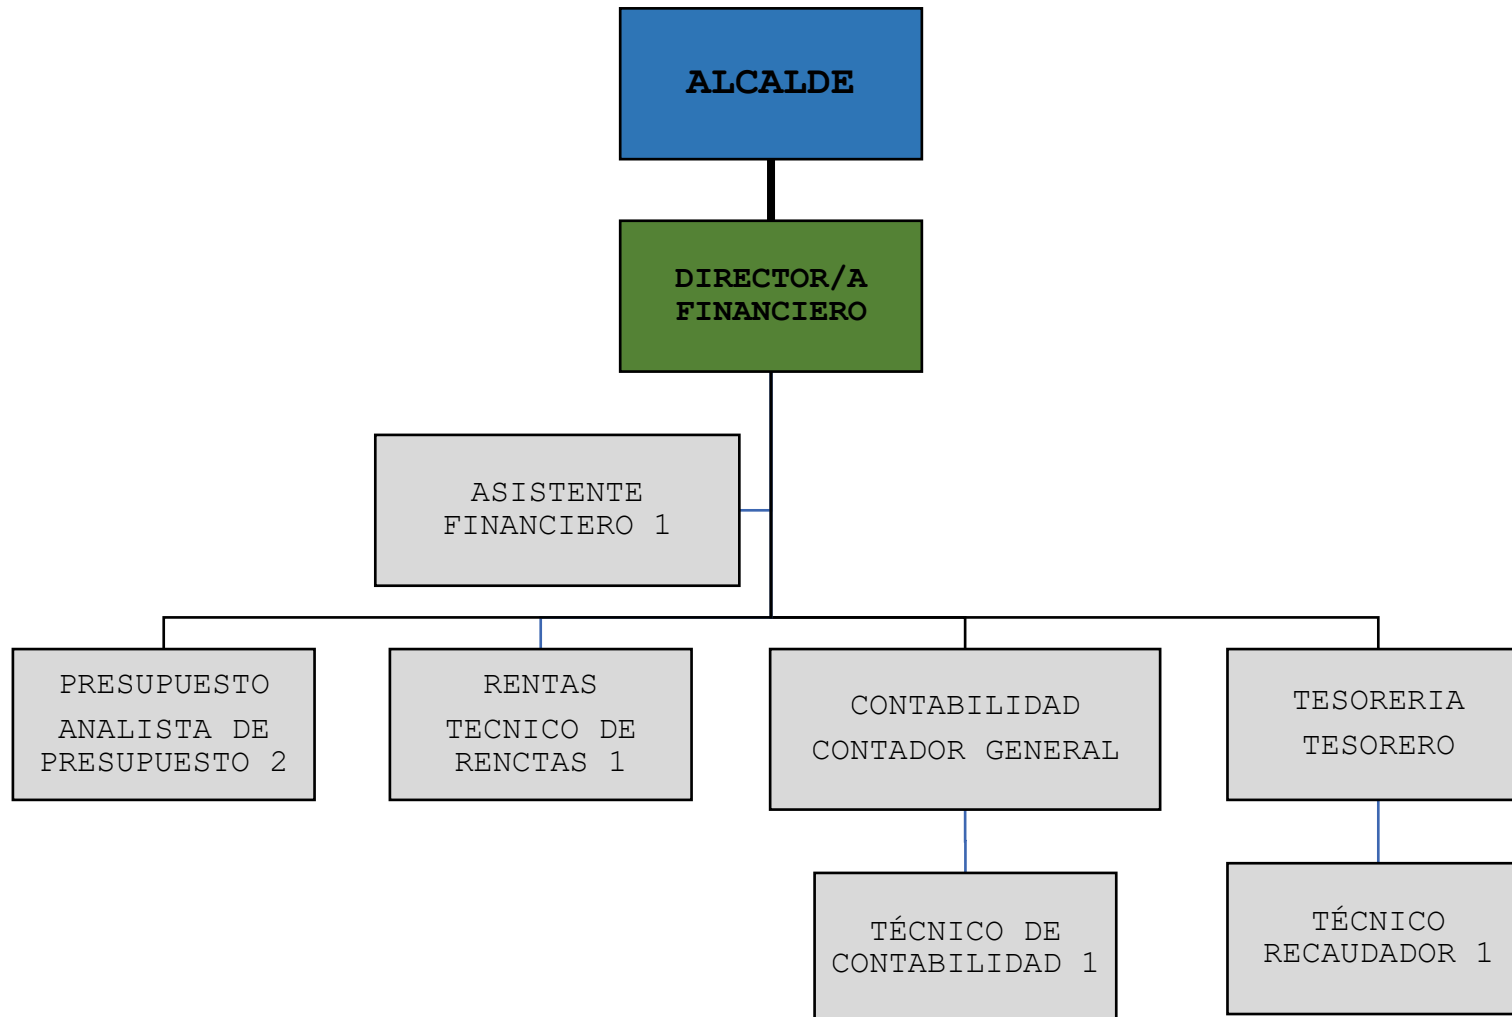 ALCALDE
DIRECTOR/A
FINANCIERO
ASISTENTE
FINANCIERO 1
PRESUPUESTO
ANALISTA DE
PRESUPUESTO 2
RENTAS
TECNICO DE
RENCTAS 1
CONTABILIDAD
CONTADOR GENERAL
TESORERIA
TESORERO
TÉCNICO DE
CONTABILIDAD 1
TÉCNICO
RECAUDADOR 1